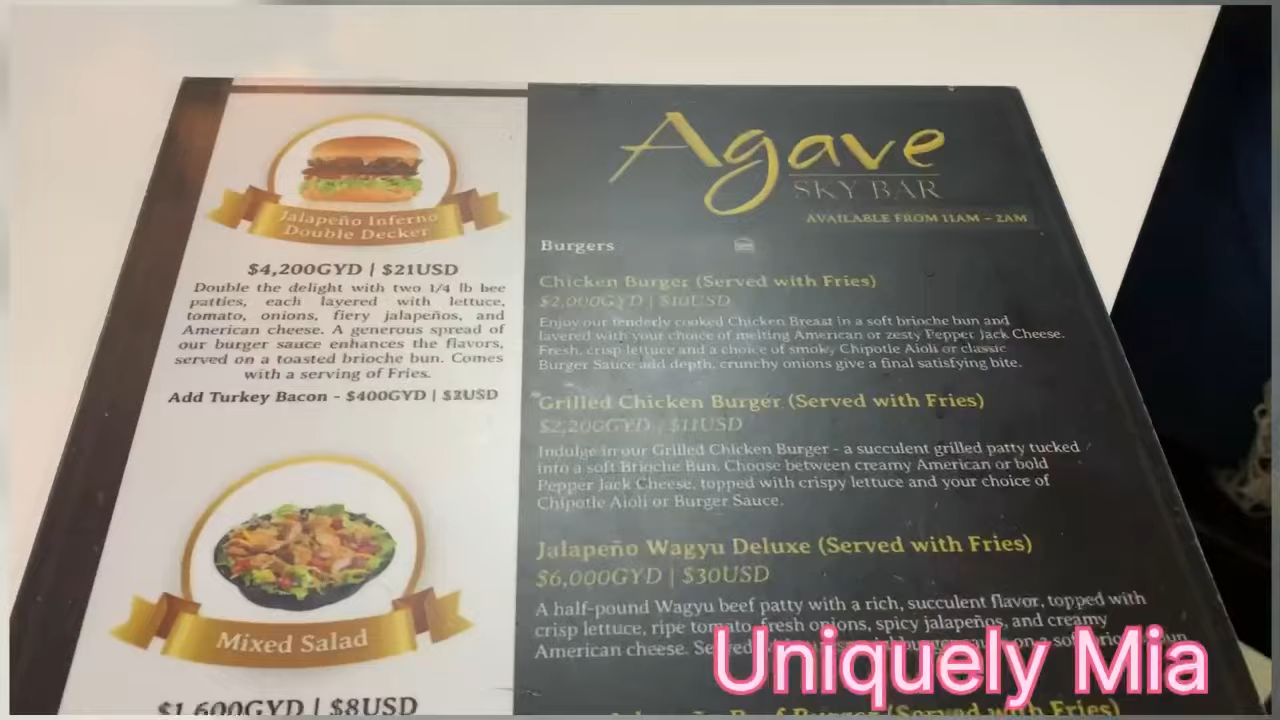 Jalapeño Inferno
Double Decker
$4,200GYD | $21USD
Double the delight with two 1/4 lb bee
patties, each layered with lettuce,
tomato, onions, fiery jalapeños, and
American cheese. A generous spread of
our burger sauce enhances the flavors,
served on a toasted brioche bun. Comes
with a serving of Fries.
Add Turkey Bacon - $400GYD | $2USD
Mixed Salad
$1,600GYD | $8USD
Agave
SKY BAR
AVAILABLE FROM 11AM - 2AM
Burgers
Chicken Burger (Served with Fries)
$2,000GYD | $10USD
Enjoy our tenderly cooked Chicken Breast in a soft brioche bun and
layered with your choice of melting American or zesty Pepper Jack Cheese.
Fresh, crisp lettuce and a choice of smoky Chipotle Aioli or classic
Burger Sauce add depth, crunchy onions give a final satisfying bite.
Grilled Chicken Burger (Served with Fries)
$2,200GYD | $11USD
Indulge in our Grilled Chicken Burger - a succulent grilled patty tucked
into a soft Brioche Bun. Choose between creamy American or bold
Pepper Jack Cheese, topped with crispy lettuce and your choice of
Chipotle Aioli or Burger Sauce.
Jalapeño Wagyu Deluxe (Served with Fries)
$6,000GYD | $30USD
A half-pound Wagyu beef patty with a rich, succulent flavor, topped with
crisp lettuce, ripe tomato, fresh onions, spicy jalapeños, and creamy
American cheese. Served on a soft brioche bun
Beef Burger (Served with Fries)
Uniquely Mia